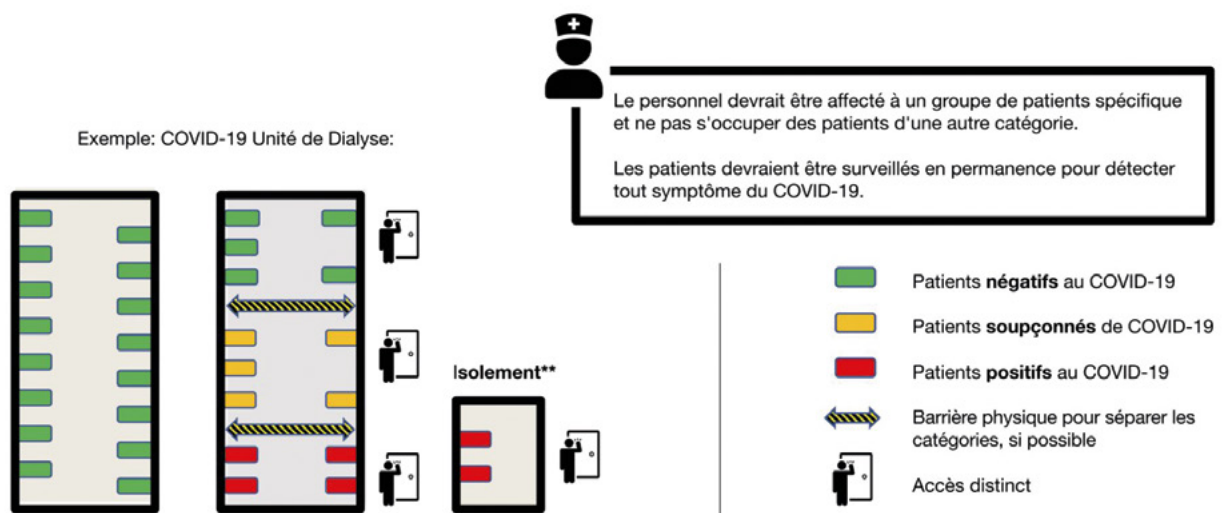 Le personnel devrait être affecté à un groupe de patients spécifique
et ne pas s'occuper des patients d'une autre catégorie.
Les patients devraient être surveillés en permanence pour détecter
tout symptôme du COVID-19.
Exemple: COVID-19 Unité de Dialyse:
Isolement**
Patients négatifs au COVID-19
Patients soupçonnés de COVID-19
Patients positifs au COVID-19
Barrière physique pour séparer les
catégories, si possible
Accès distinct